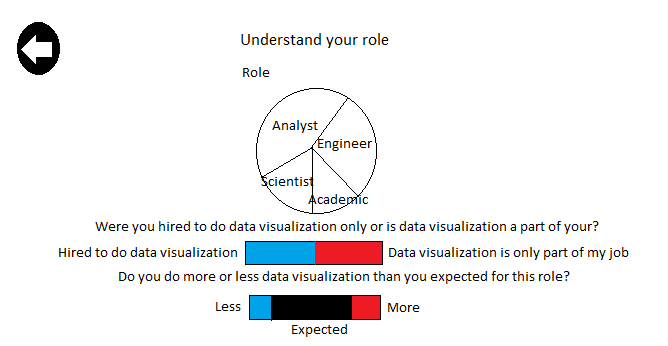 Understand your role
Role
Analyst
Engineer
Scientist
Academic
Were you hired to do data visualization only or is data visualization a part of your?
Hired to do data visualization
Data visualization is only part of my job
Do you do more or less data visualization than you expected for this role?
Less
More
Expected